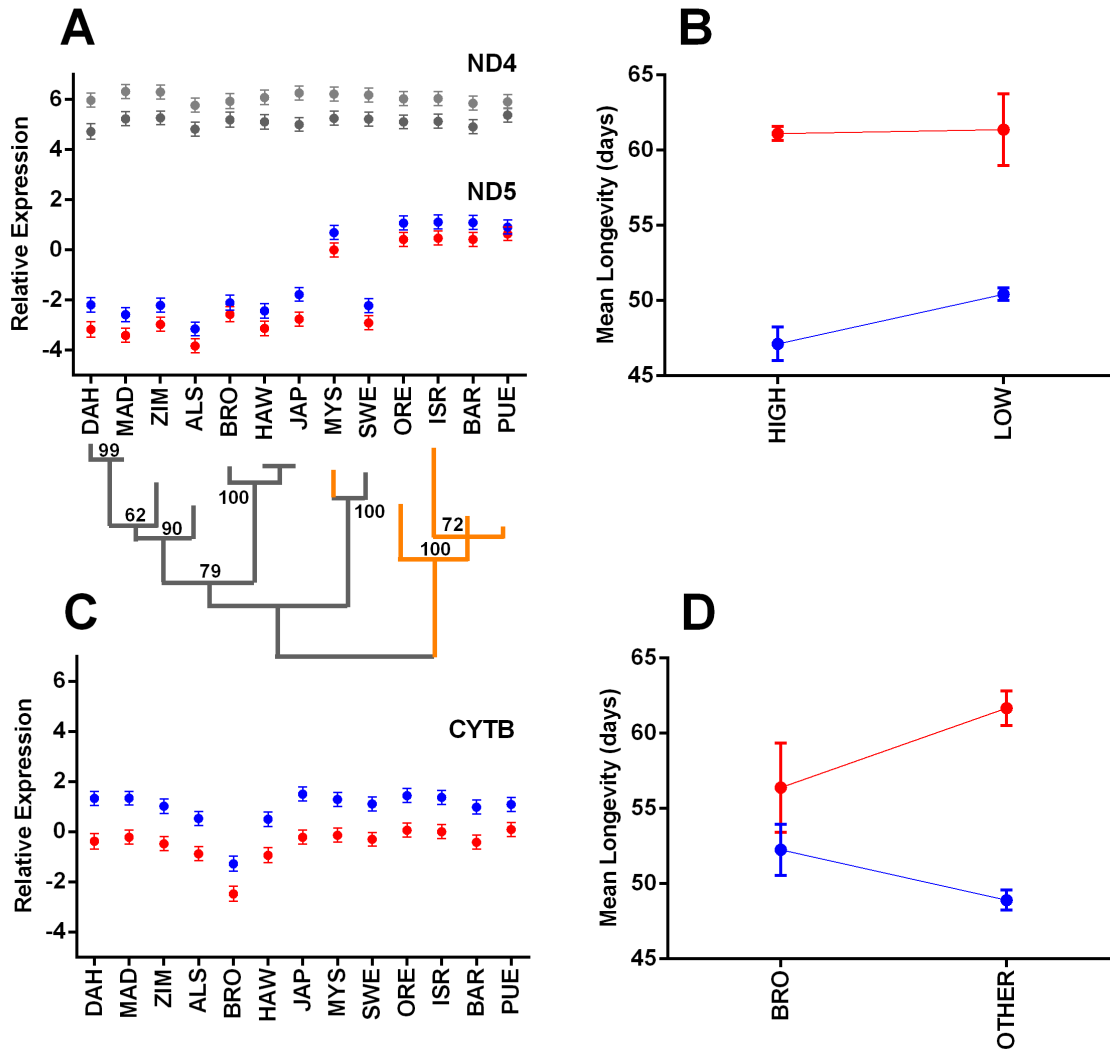 A
ND4
ND5
Relative Expression
6
4
2
0
-2
-4
DAH MAD ZIM ALS BRO HAW JAP MYS SWE ORE ISR BAR PUE
B
Mean Longevity (days)
65
60
55
50
45
HIGH LOW
99
62
90
100
79
100
72
100
C
CYTB
Relative Expression
6
4
2
0
-2
-4
DAH MAD ZIM ALS BRO HAW JAP MYS SWE ORE ISR BAR PUE
D
Mean Longevity (days)
65
60
55
50
45
BRO OTHER